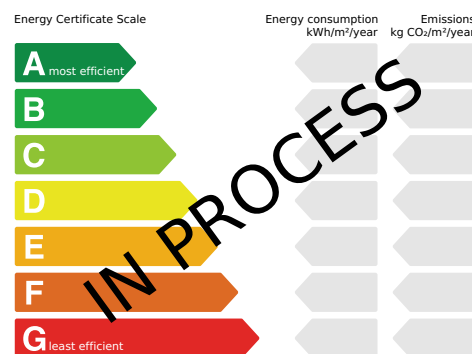 Energy Certificate Scale
Energy consumption
kWh/m²/year
Emissions
kg CO₂/m²/year
A most efficient
B
C
D
E
F
G least efficient
IN PROCESS